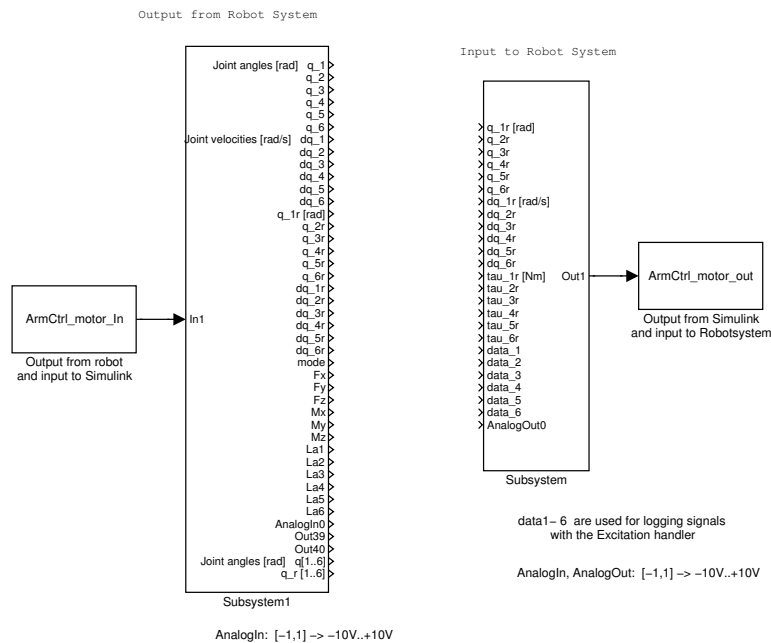 Output from Robot System
Joint angles [rad] q_1
q_2
q_3
q_4
q_5
q_6
Joint velocities [rad/s] dq_1
dq_2
dq_3
dq_4
dq_5
dq_6
q_1r [rad]
q_2r
q_3r
q_4r
q_5r
q_6r
dq_1r
dq_2r
dq_3r
dq_4r
dq_5r
dq_6r
mode
Fx
Fy
Fz
Mx
My
Mz
La1
La2
La3
La4
La5
La6
AnalogIn0
Out39
Out40
Joint angles [rad] q[1..6]
q_r [1..6]
In1
Subsystem1
ArmCtrl_motor_In
Output from robot
and input to Simulink
AnalogIn: [−1,1] −> −10V..+10V
Input to Robot System
q_1r [rad]
q_2r
q_3r
q_4r
q_5r
q_6r
dq_1r [rad/s]
dq_2r
dq_3r
dq_4r
dq_5r
dq_6r
tau_1r [Nm]
tau_2r
tau_3r
tau_4r
tau_5r
tau_6r
data_1
data_2
data_3
data_4
data_5
data_6
AnalogOut0
Out1
Subsystem
ArmCtrl_motor_out
Output from Simulink
and input to Robotsystem
data1− 6 are used for logging signals
with the Excitation handler
AnalogIn, AnalogOut: [−1,1] −> −10V..+10V